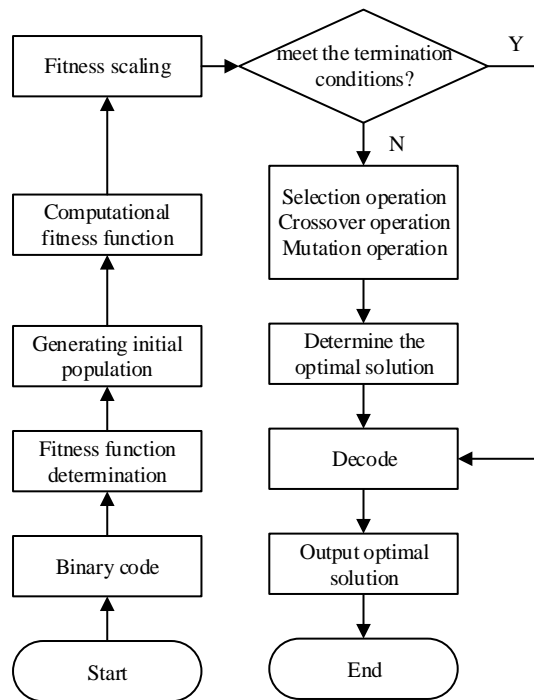 Fitness scaling
meet the termination
conditions?
Y
N
Computational
fitness function
Selection operation
Crossover operation
Mutation operation
Generating initial
population
Determine the
optimal solution
Fitness function
determination
Decode
Binary code
Output optimal
solution
Start
End